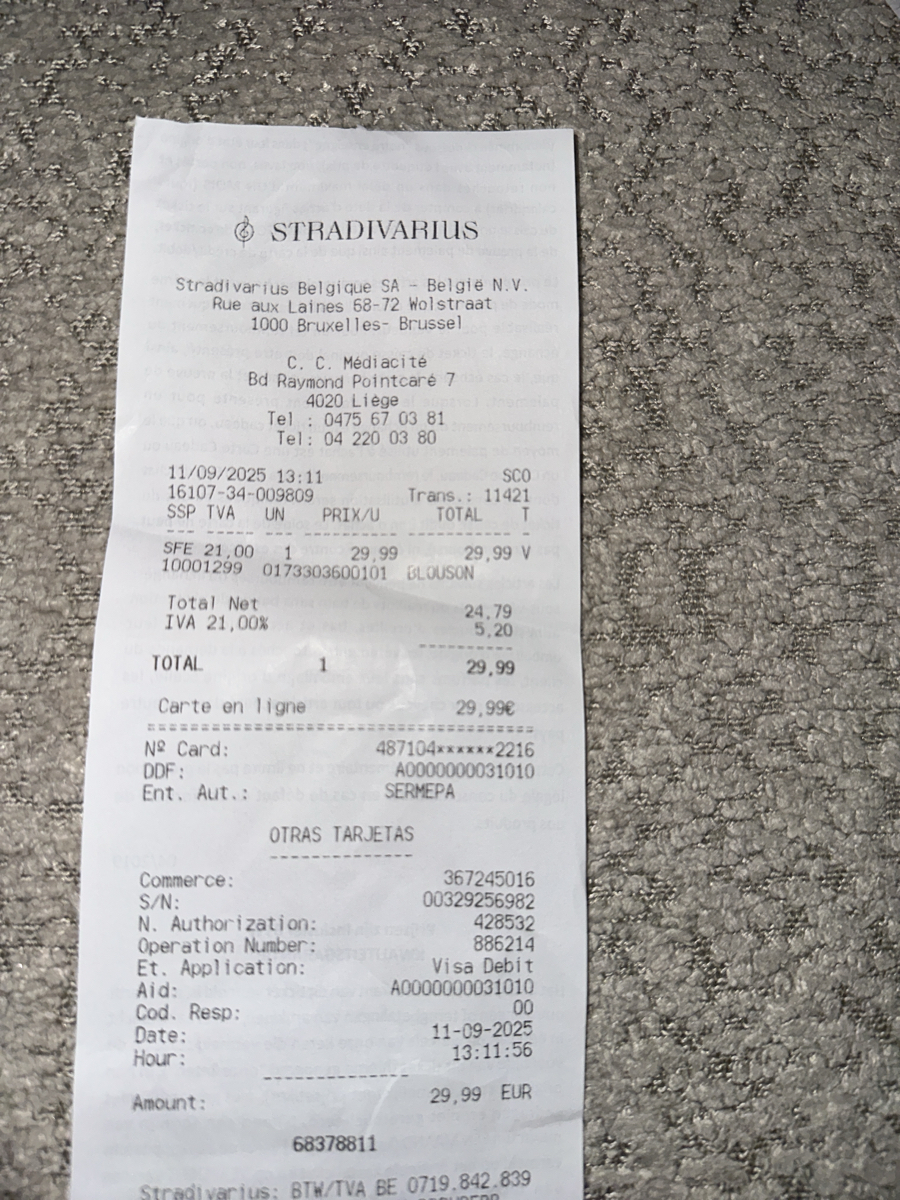 STRADIVARIUS
Stradivarius Belgique SA - België N.V.
Rue aux Laines 68-72 Wolstraat
1000 Bruxelles- Brussel
C. C. Médiacité
Bd Raymond Pointcaré 7
4020 Liège
Tel : 0475 67 03 81
Tel: 04 220 03 80
11/09/2025 13:11 SCO
16107-34-009809 Trans.: 11421
SSP TVA UN PRIX/U TOTAL T
SFE 21,00 1 29,99 29,99 V
10001299 0173303600101 BLOUSON
Total Net 24,79
IVA 21,00% 5,20
TOTAL 1 29,99
Carte en ligne 29,99€
Nº Card: 487104******2216
DDF: A0000000031010
Ent. Aut.: SERMEPA
OTRAS TARJETAS
Commerce: 367245016
S/N: 00329256982
N. Authorization: 428532
Operation Number: 886214
Et. Application: Visa Debit
Aid: A0000000031010
Cod. Resp: 00
Date: 11-09-2025
Hour: 13:11:56
Amount: 29,99 EUR
68378811
Stradivarius: BTW/TVA BE 0719.842.839